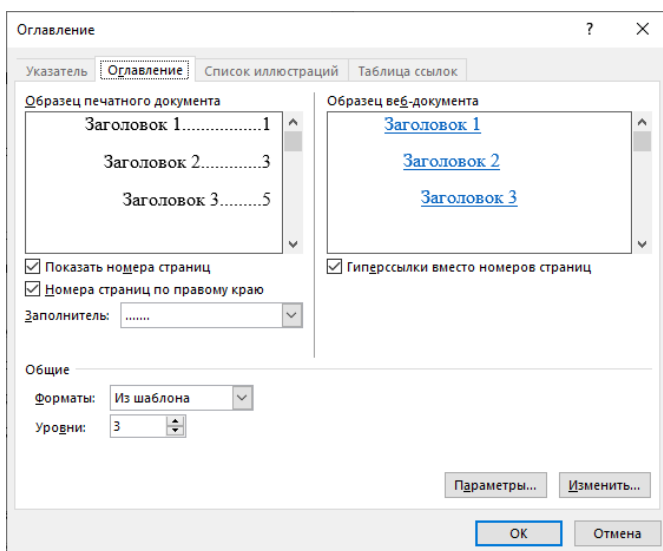 Оглавление
Указатель Оглавление Список иллюстраций Таблица ссылок
Образец печатного документа
Заголовок 1.................1
Заголовок 2............3
Заголовок 3.........5
Показать номера страниц
Номера страниц по правому краю
Заполнитель: .......
Образец веб-документа
Заголовок 1
Заголовок 2
Заголовок 3
Гиперссылки вместо номеров страниц
Общие
Форматы: Из шаблона
Уровни: 3
Параметры... Изменить...
ОК Отмена